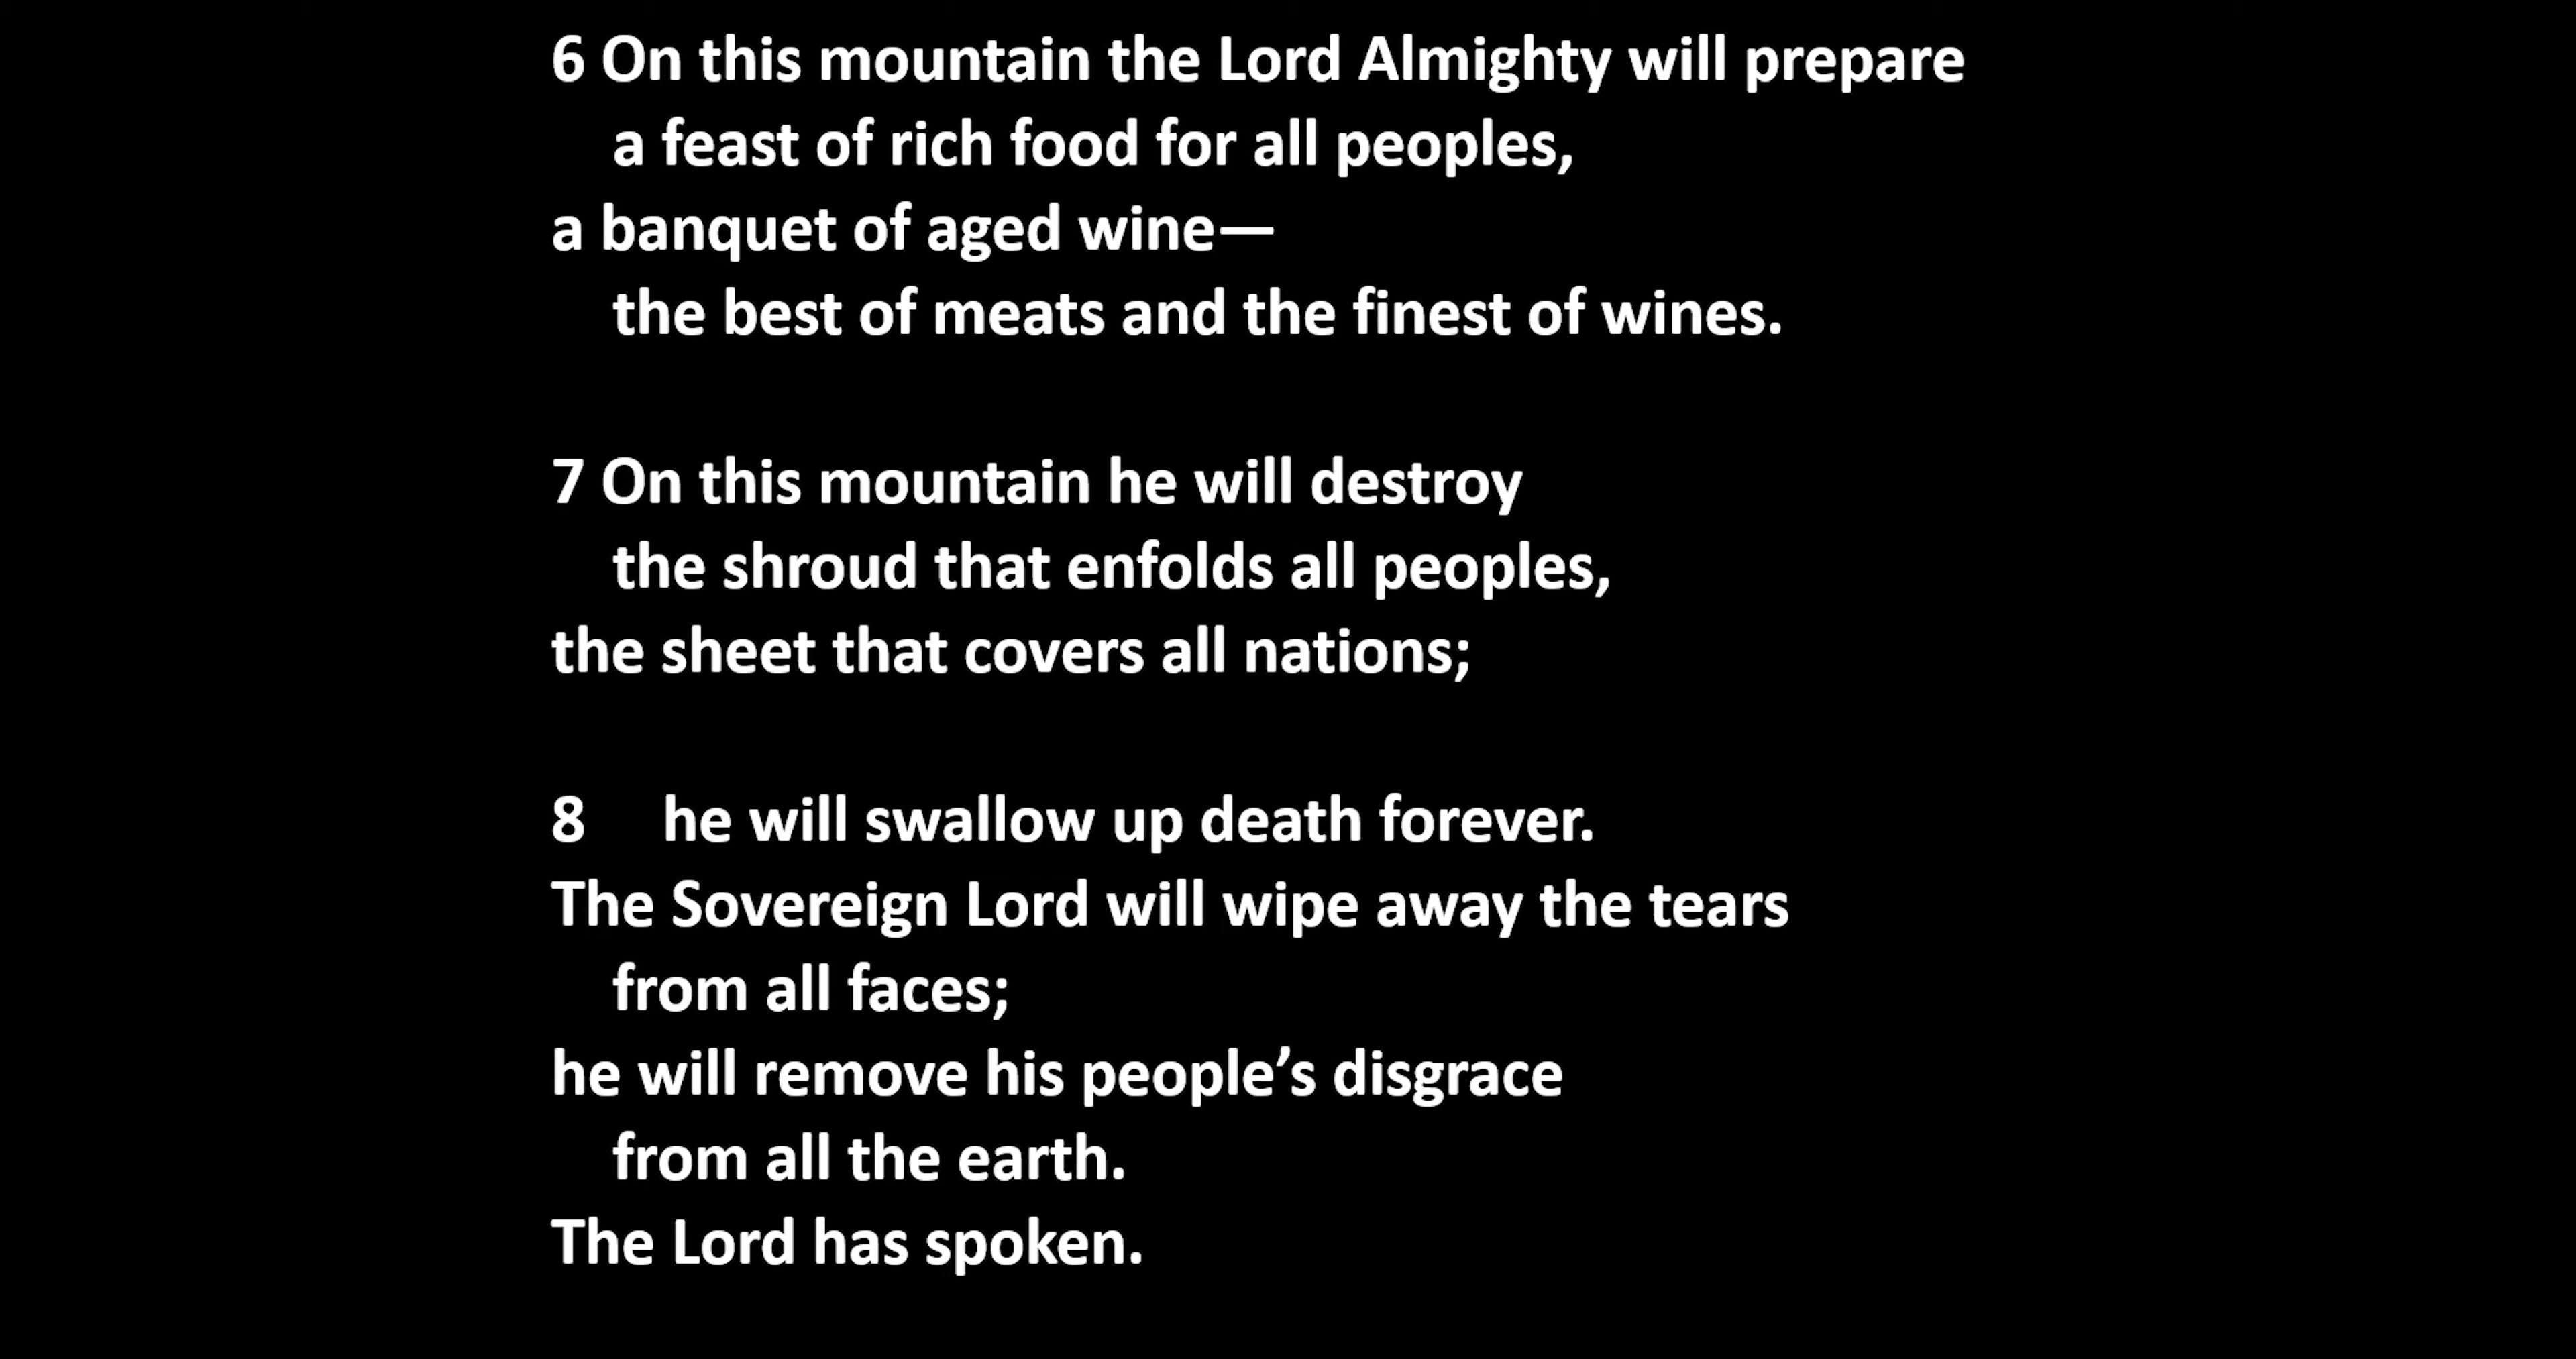 6 On this mountain the Lord Almighty will prepare
a feast of rich food for all peoples,
a banquet of aged wine—
the best of meats and the finest of wines.
7 On this mountain he will destroy
the shroud that enfolds all peoples,
the sheet that covers all nations;
8 he will swallow up death forever.
The Sovereign Lord will wipe away the tears
from all faces;
he will remove his people’s disgrace
from all the earth.
The Lord has spoken.